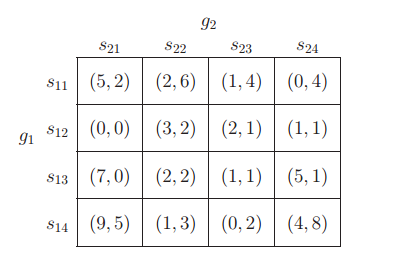 g2
s21 s22 s23 s24
s11 (5, 2) (2, 6) (1, 4) (0, 4)
g1 s12 (0, 0) (3, 2) (2, 1) (1, 1)
s13 (7, 0) (2, 2) (1, 1) (5, 1)
s14 (9, 5) (1, 3) (0, 2) (4, 8)